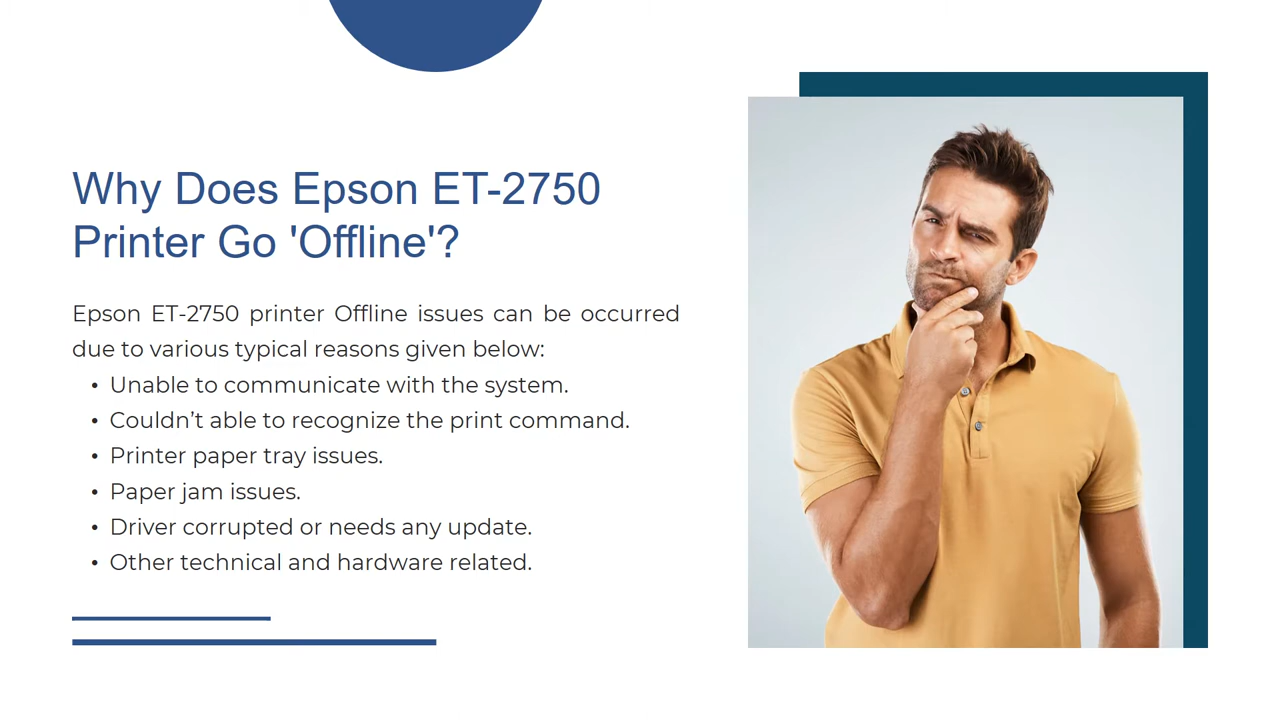 Why Does Epson ET-2750
Printer Go 'Offline'?
Epson ET-2750 printer Offline issues can be occurred
due to various typical reasons given below:
• Unable to communicate with the system.
• Couldn’t able to recognize the print command.
• Printer paper tray issues.
• Paper jam issues.
• Driver corrupted or needs any update.
• Other technical and hardware related.